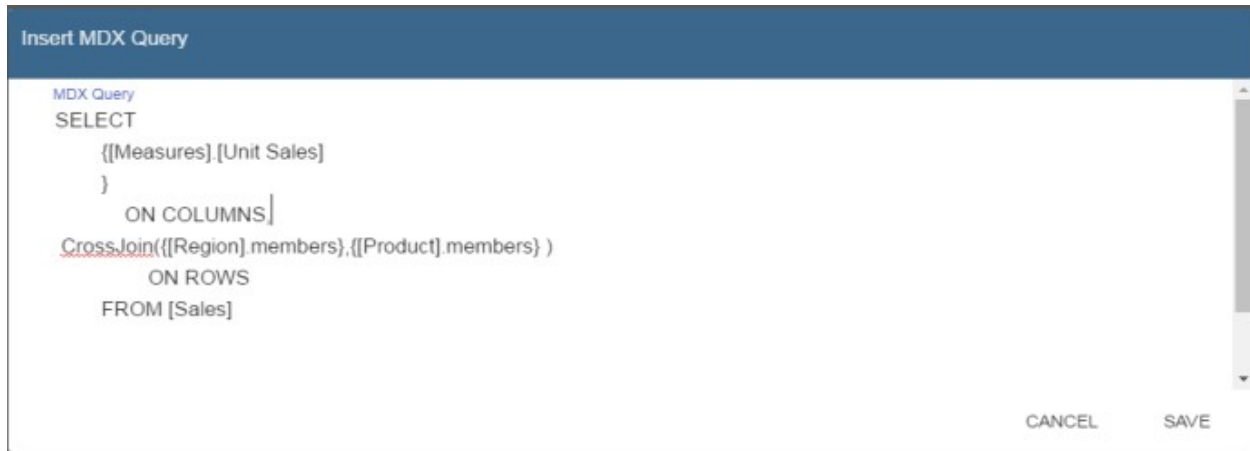 Insert MDX Query
MDX Query
SELECT
{[Measures].[Unit Sales]
}
ON COLUMNS,
CrossJoin({[Region].members},{[Product].members} )
ON ROWS
FROM [Sales]
CANCEL SAVE